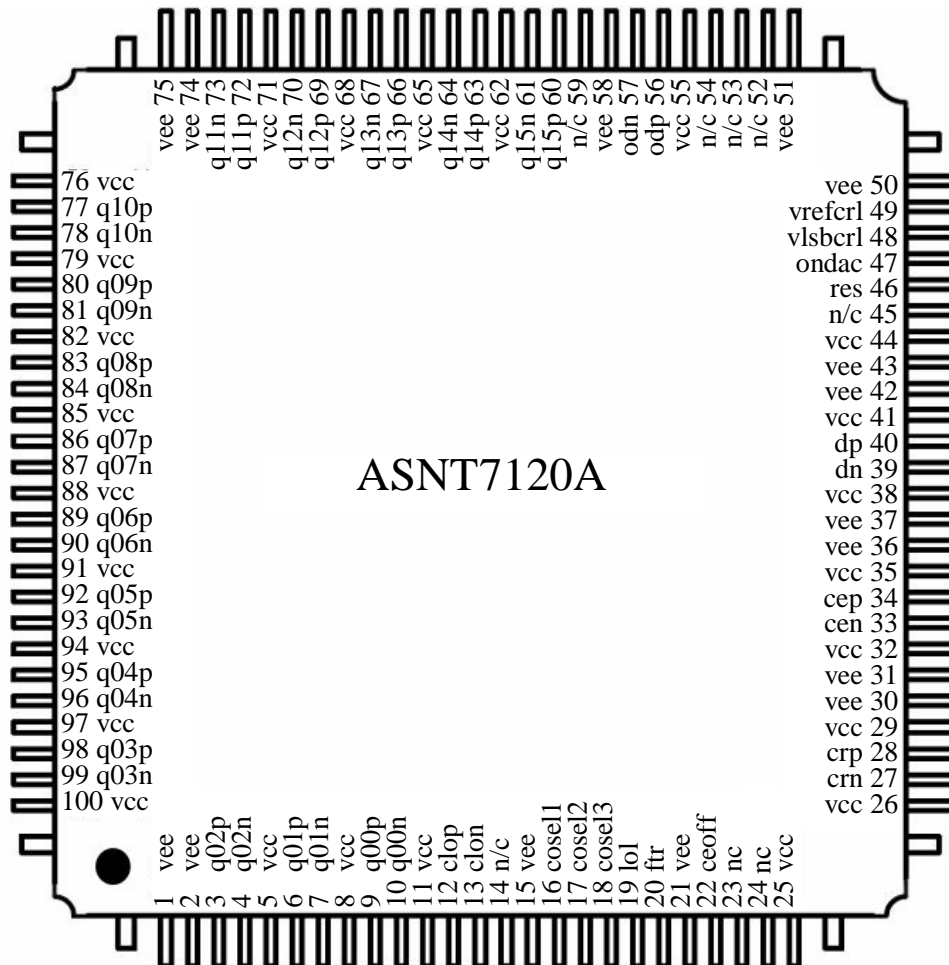 vee 75
vee 74
q11n 73
q11p 72
vcc 71
q12n 70
q12p 69
vcc 68
q13n 67
q13p 66
vcc 65
q14n 64
q14p 63
vcc 62
q15n 61
q15p 60
n/c 59
vee 58
odn 57
odp 56
vcc 55
n/c 54
n/c 53
n/c 52
vee 51
76 vcc
77 q10p
78 q10n
79 vcc
80 q09p
81 q09n
82 vcc
83 q08p
84 q08n
85 vcc
86 q07p
87 q07n
88 vcc
89 q06p
90 q06n
91 vcc
92 q05p
93 q05n
94 vcc
95 q04p
96 q04n
97 vcc
98 q03p
99 q03n
100 vcc
ASNT7120A
vee 50
vrefcrl 49
vlsbcrl 48
ondac 47
res 46
n/c 45
vcc 44
vee 43
vee 42
vcc 41
dp 40
dn 39
vcc 38
vee 37
vee 36
vcc 35
cep 34
cen 33
vcc 32
vee 31
vee 30
vcc 29
crp 28
crn 27
vcc 26
1 vee
2 vee
3 q02p
4 q02n
5 vcc
6 q01p
7 q01n
8 vcc
9 q00p
10 q00n
11 vcc
12 clop
13 clon
14 n/c
15 vee
16 cosel1
17 cosel2
18 cosel3
19 lol
20 ftr
21 vee
22 ceoff
23 nc
24 nc
25 vcc